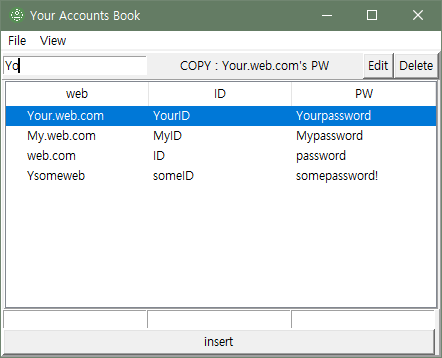 Your Accounts Book
File View
Yo COPY : Your.web.com's PW Edit Delete
web ID PW
Your.web.com YourID Yourpassword
My.web.com MyID Mypassword
web.com ID password
Ysomeweb someID somepassword!
insert